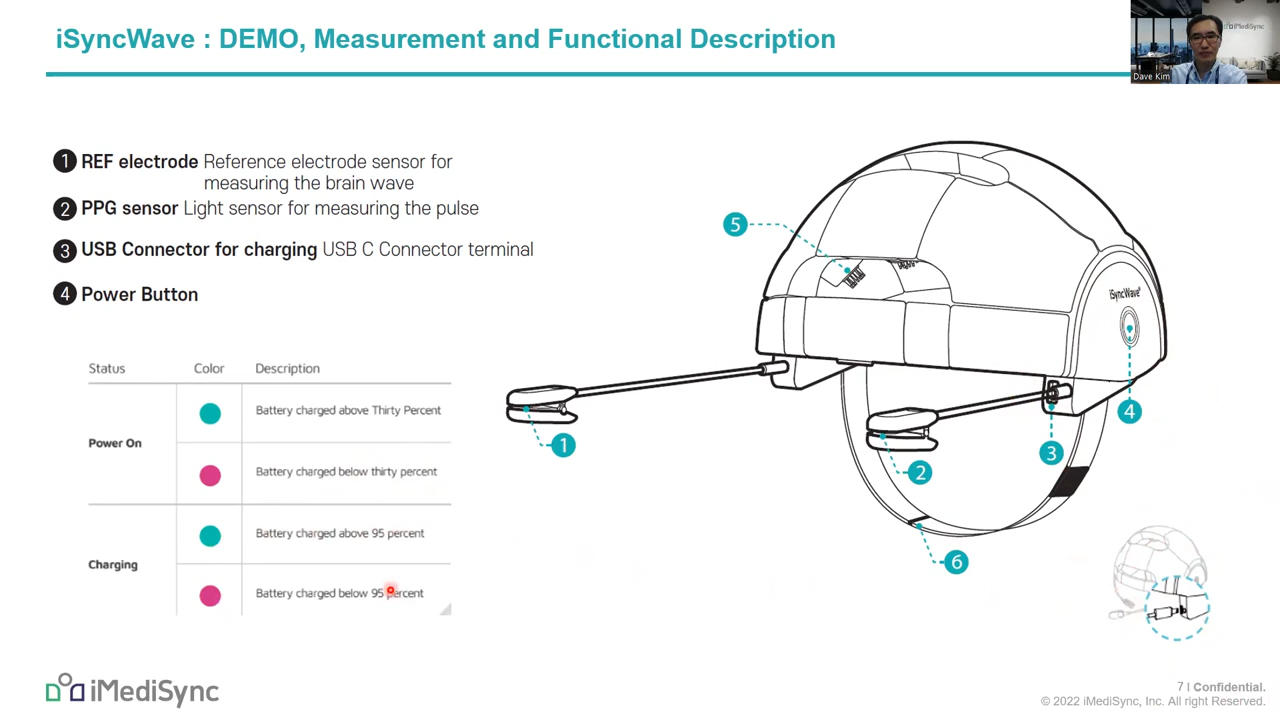 iSyncWave : DEMO, Measurement and Functional Description
iMediSync
Dave Kim
1 REF electrode Reference electrode sensor for
measuring the brain wave
2 PPG sensor Light sensor for measuring the pulse
3 USB Connector for charging USB C Connector terminal
4 Power Button
Status Color Description
Power On
Battery charged above Thirty Percent
Battery charged below thirty percent
Charging
Battery charged above 95 percent
Battery charged below 95 percent
5
iSyncWave
4
1
2
3
6
iMediSync
7 | Confidential.
© 2022 iMediSync, Inc. All right Reserved.